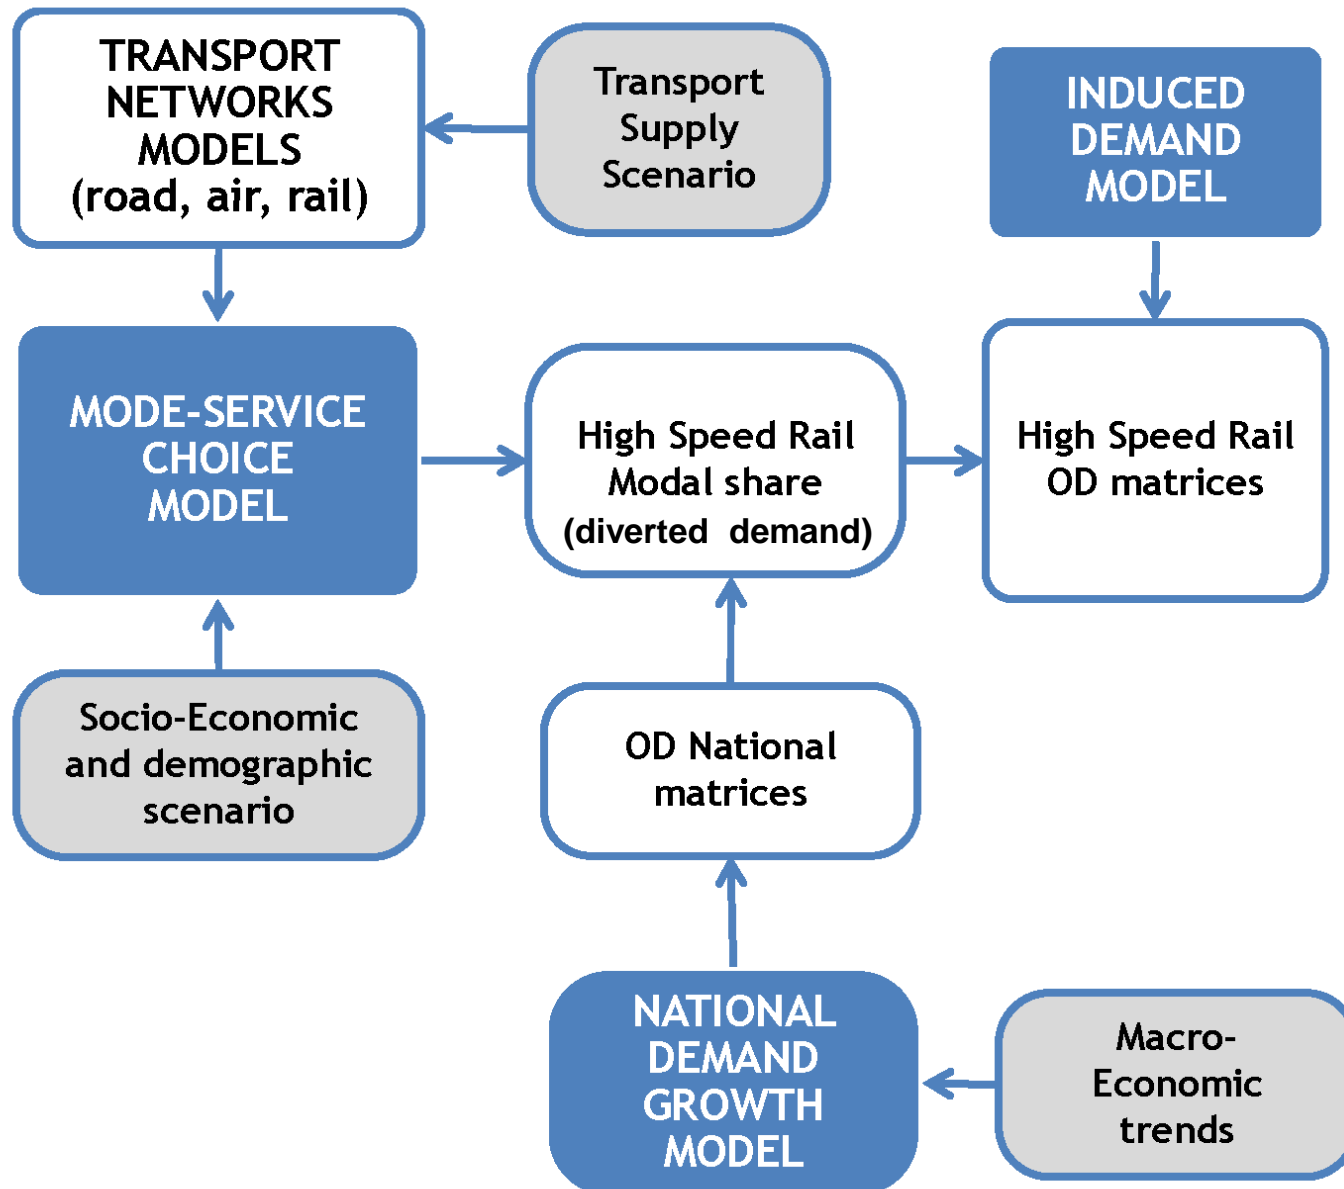 TRANSPORT
NETWORKS
MODELS
(road, air, rail)
Transport
Supply
Scenario
INDUCED
DEMAND
MODEL
MODE-SERVICE
CHOICE
MODEL
High Speed Rail
Modal share
(diverted demand)
High Speed Rail
OD matrices
Socio-Economic
and demographic
scenario
OD National
matrices
NATIONAL
DEMAND
GROWTH
MODEL
Macro-
Economic
trends